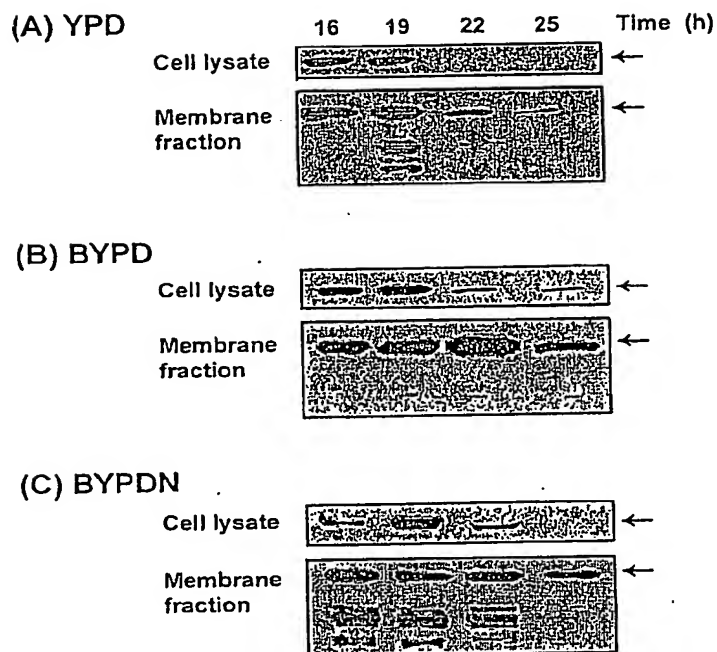 (A) YPD
16 19 22 25 Time (h)
Cell lysate
Membrane
fraction
(B) BYPD
Cell lysate
Membrane
fraction
(C) BYPDN
Cell lysate
Membrane
fraction